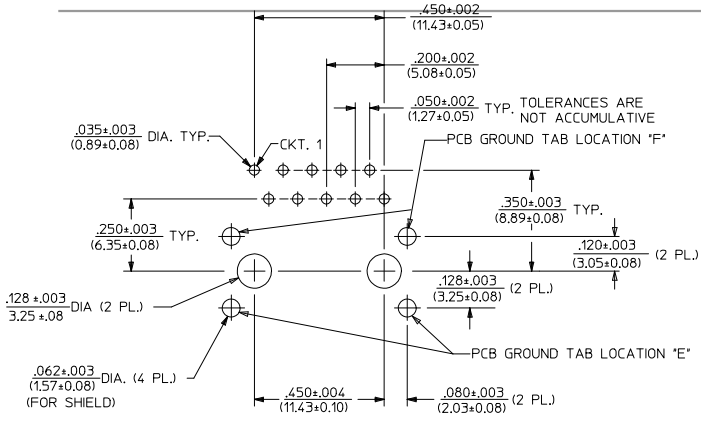 .450±.002
(11.43±0.05)
.200±.002
(5.08±0.05)
.050±.002
(1.27±0.05)
TYP. TOLERANCES ARE
NOT ACCUMULATIVE
.035±.003
(0.89±0.08)
DIA. TYP.
CKT. 1
PCB GROUND TAB LOCATION "F"
.350±.003
(8.89±0.08)
TYP.
.250±.003
(6.35±0.08)
TYP.
.120±.003
(3.05±0.08)
(2 PL.)
.128±.003
(3.25±0.08)
(2 PL.)
.128 ±.003
3.25 ±.08
DIA (2 PL.)
PCB GROUND TAB LOCATION "E"
.062±.003
(1.57±0.08)
DIA. (4 PL.)
(FOR SHIELD)
.450±.004
(11.43±0.10)
.080±.003
(2.03±0.08)
(2 PL.)